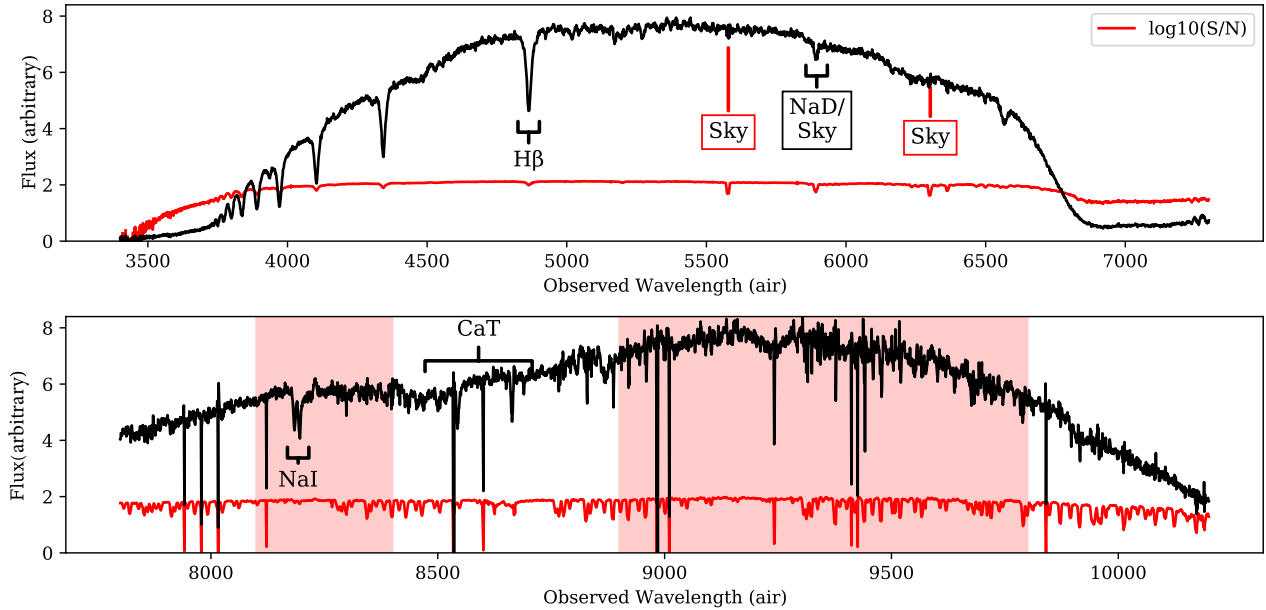 8
6
4
2
0
Flux (arbitrary)
log10(S/N)
Hβ
Sky
NaD/
Sky
Sky
3500 4000 4500 5000 5500 6000 6500 7000
Observed Wavelength (air)
8
6
4
2
0
Flux(arbitrary)
CaT
NaI
8000 8500 9000 9500 10000
Observed Wavelength (air)